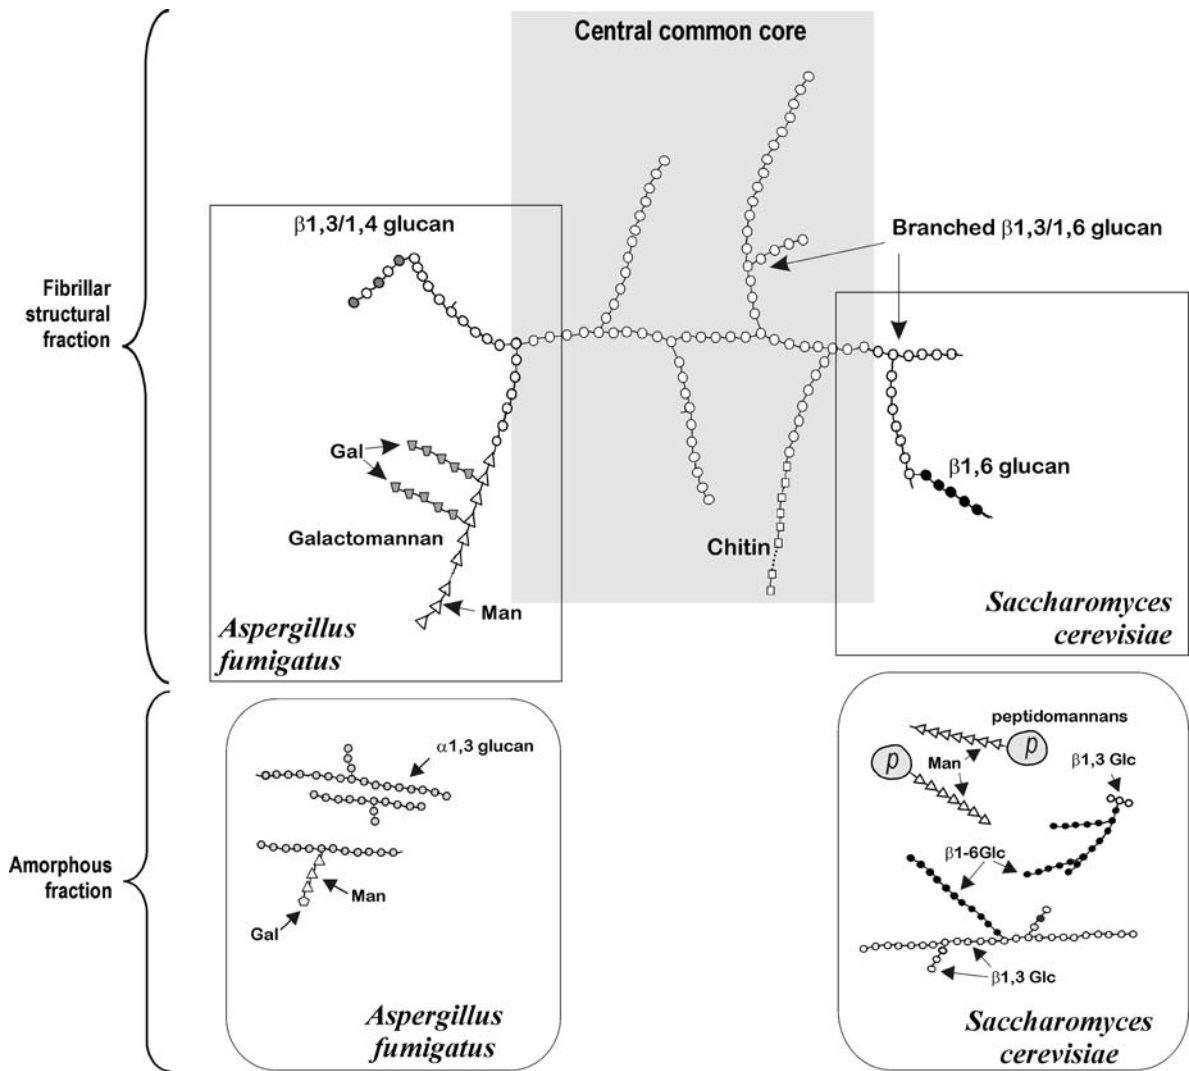 Central common core
β1,3/1,4 glucan
Branched β1,3/1,6 glucan
Fibrillar
structural
fraction
Gal
β1,6 glucan
Galactomannan
Chitin
Man
Aspergillus
fumigatus
Saccharomyces
cerevisiae
peptidomannans
p
p
Man
β1,3 Glc
α1,3 glucan
Amorphous
fraction
β1-6Glc
Man
Gal
β1,3 Glc
Aspergillus
fumigatus
Saccharomyces
cerevisiae